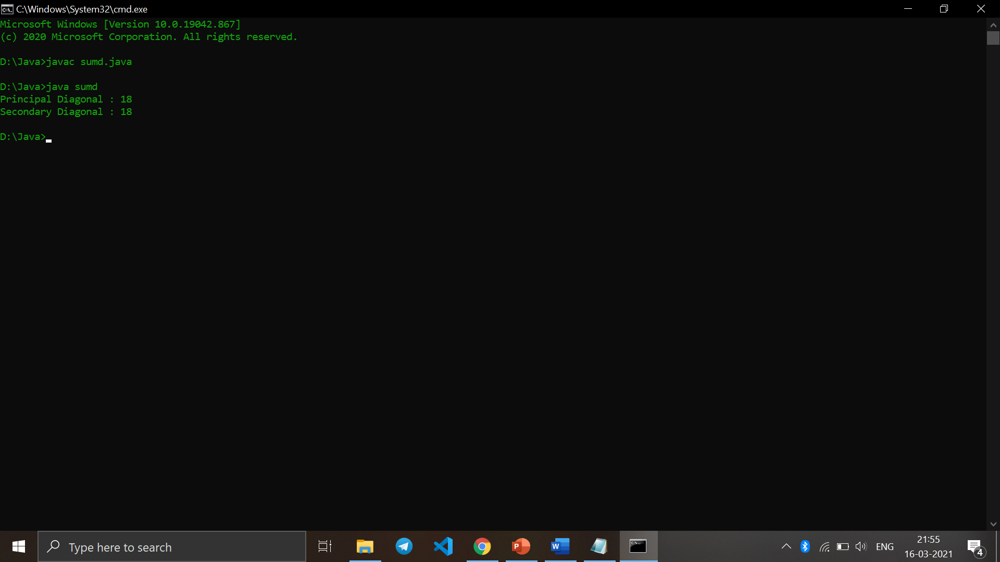 C:\Windows\System32\cmd.exe
Microsoft Windows [Version 10.0.19042.867]
(c) 2020 Microsoft Corporation. All rights reserved.
D:\Java>javac sumd.java
D:\Java>java sumd
Principal Diagonal : 18
Secondary Diagonal : 18
D:\Java>
Type here to search
ENG
21:55
16-03-2021
4